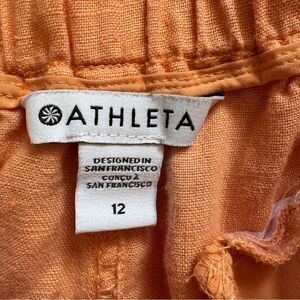 ATHLETA
DESIGNED IN
SAN FRANCISCO
CONÇU À
SAN FRANCISCO
12